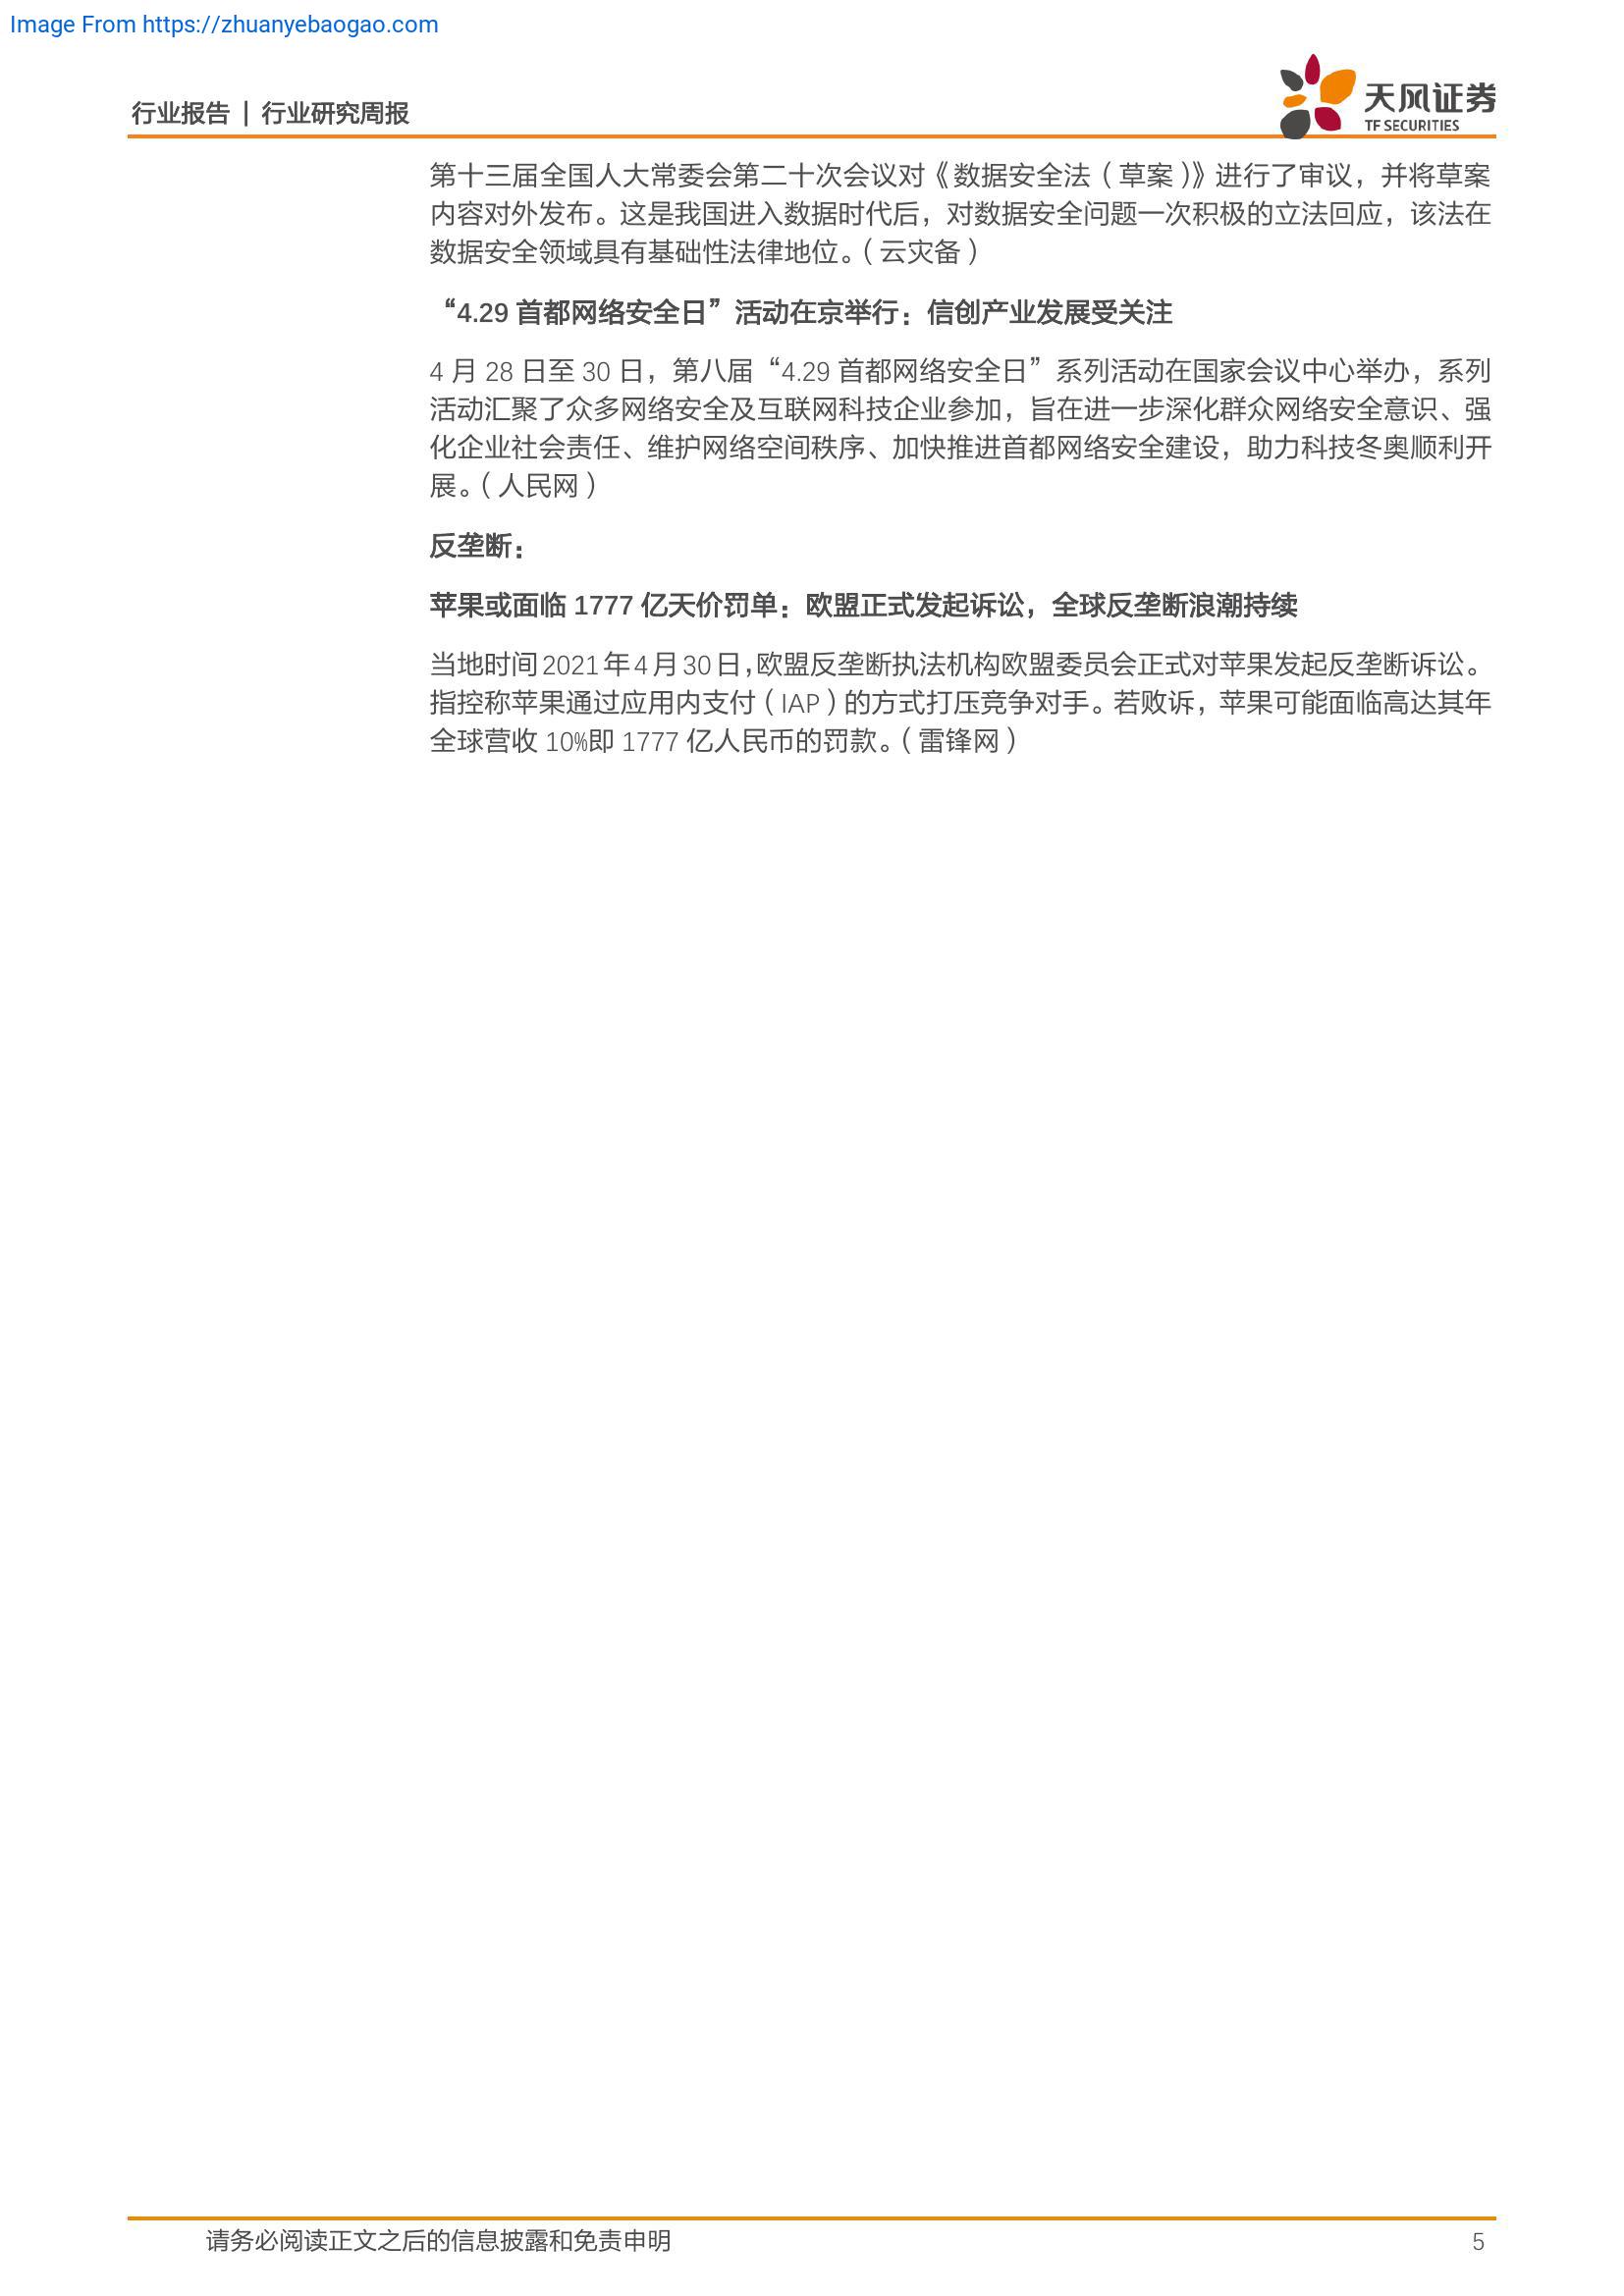 Image From https://zhuanyebaogao.com
行业报告 | 行业研究周报
天风证券
TF SECURITIES
第十三届全国人大常委会第二十次会议对《数据安全法（草案）》进行了审议，并将草案
内容对外发布。这是我国进入数据时代后，对数据安全问题一次积极的立法回应，该法在
数据安全领域具有基础性法律地位。（云灾备）
“4.29 首都网络安全日”活动在京举行：信创产业发展受关注
4 月 28 日至 30 日，第八届“4.29 首都网络安全日”系列活动在国家会议中心举办，系列
活动汇聚了众多网络安全及互联网科技企业参加，旨在进一步深化群众网络安全意识、强
化企业社会责任、维护网络空间秩序、加快推进首都网络安全建设，助力科技冬奥顺利开
展。（人民网）
反垄断：
苹果或面临 1777 亿天价罚单：欧盟正式发起诉讼，全球反垄断浪潮持续
当地时间 2021 年 4 月 30 日，欧盟反垄断执法机构欧盟委员会正式对苹果发起反垄断诉讼。
指控称苹果通过应用内支付（IAP）的方式打压竞争对手。若败诉，苹果可能面临高达其年
全球营收 10%即 1777 亿人民币的罚款。（雷锋网）
请务必阅读正文之后的信息披露和免责申明
5